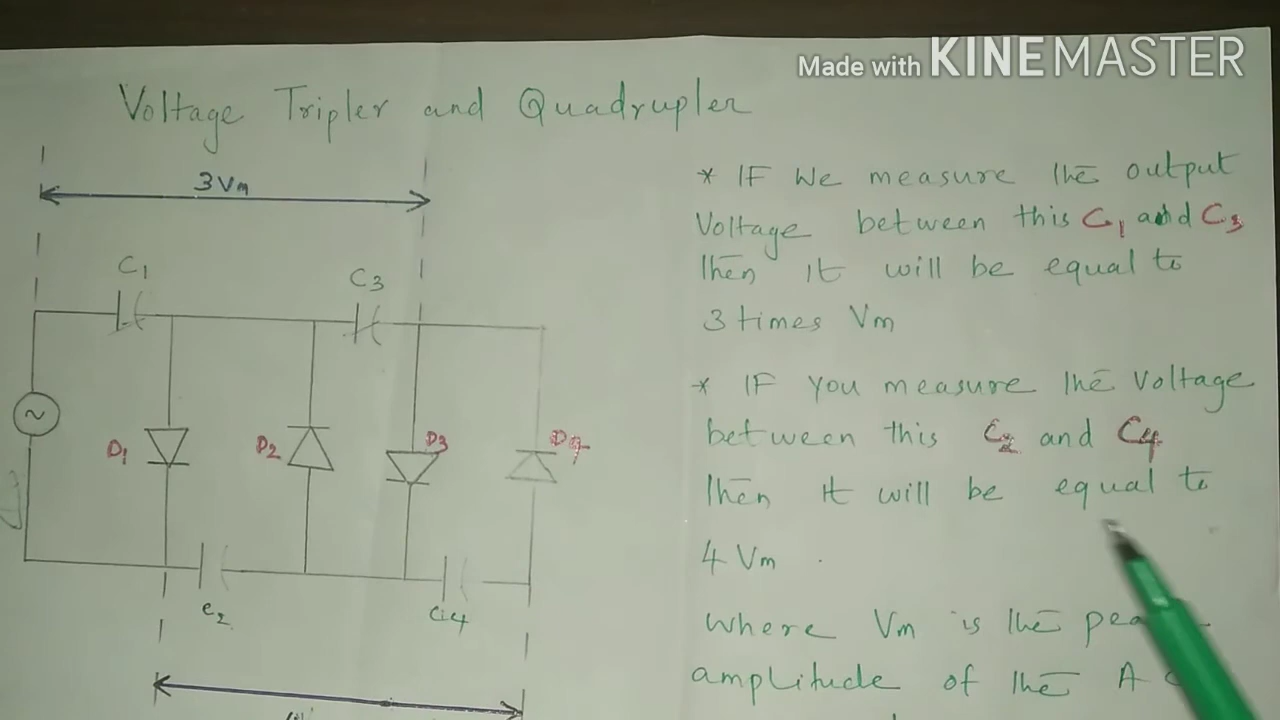 Made with KINEMASTER
Voltage Tripler and Quadrupler
3Vm
C1
C3
D1
D2
D3
C2
* IF We measure the output
Voltage between this C1 and C3
then it will be equal to
3 times Vm
* IF you measure the voltage
between this C2 and C4
then it will be equal to
4 Vm
Where Vm is the
amplitude of the A